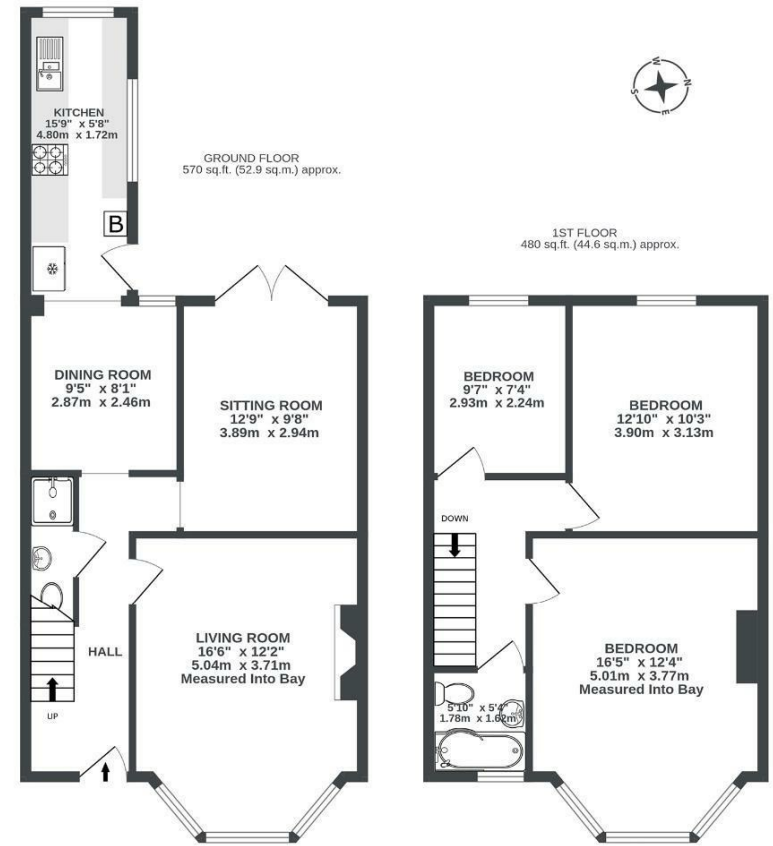 KITCHEN
15'9" x 5'8"
4.80m x 1.72m
B
GROUND FLOOR
570 sq.ft. (52.9 sq.m.) approx.
W
N
S
E
1ST FLOOR
480 sq.ft. (44.6 sq.m.) approx.
DINING ROOM
9'5" x 8'1"
2.87m x 2.46m
SITTING ROOM
12'9" x 9'8"
3.89m x 2.94m
BEDROOM
9'7" x 7'4"
2.93m x 2.24m
BEDROOM
12'10" x 10'3"
3.90m x 3.13m
DOWN
HALL
UP
LIVING ROOM
16'6" x 12'2"
5.04m x 3.71m
Measured Into Bay
BEDROOM
16'5" x 12'4"
5.01m x 3.77m
Measured Into Bay
5'10" x 5'4"
1.78m x 1.62m